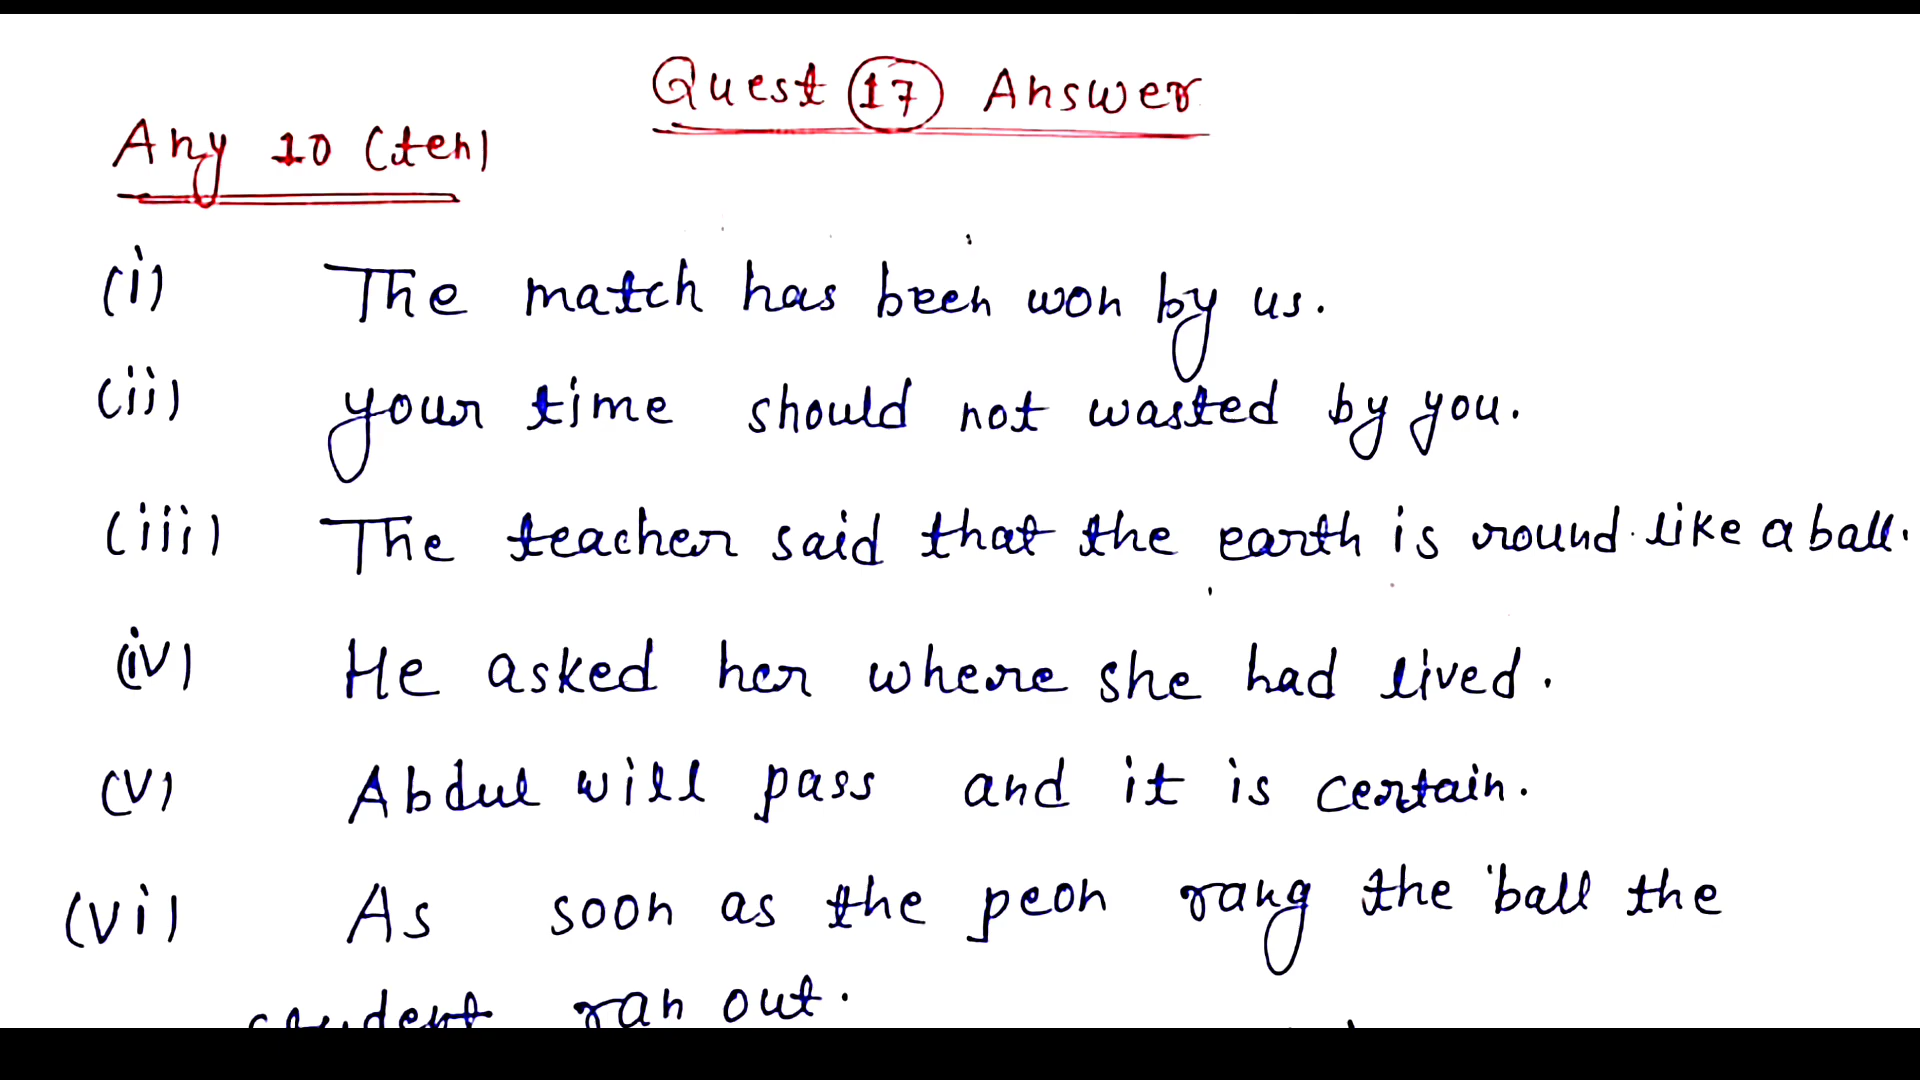 Quest 17 Answer
Any 10 (ten)
(i) The match has been won by us.
(ii) your time should not wasted by you.
(iii) The teacher said that the earth is round like a ball.
(iv) He asked her where she had lived.
(v) Abdul will pass and it is certain.
(vi) As soon as the peon rang the ball the
student ran out.